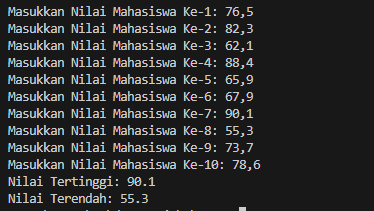 Masukkan Nilai Mahasiswa Ke-1: 76,5
Masukkan Nilai Mahasiswa Ke-2: 82,3
Masukkan Nilai Mahasiswa Ke-3: 62,1
Masukkan Nilai Mahasiswa Ke-4: 88,4
Masukkan Nilai Mahasiswa Ke-5: 65,9
Masukkan Nilai Mahasiswa Ke-6: 67,9
Masukkan Nilai Mahasiswa Ke-7: 90,1
Masukkan Nilai Mahasiswa Ke-8: 55,3
Masukkan Nilai Mahasiswa Ke-9: 73,7
Masukkan Nilai Mahasiswa Ke-10: 78,6
Nilai Tertinggi: 90.1
Nilai Terendah: 55.3